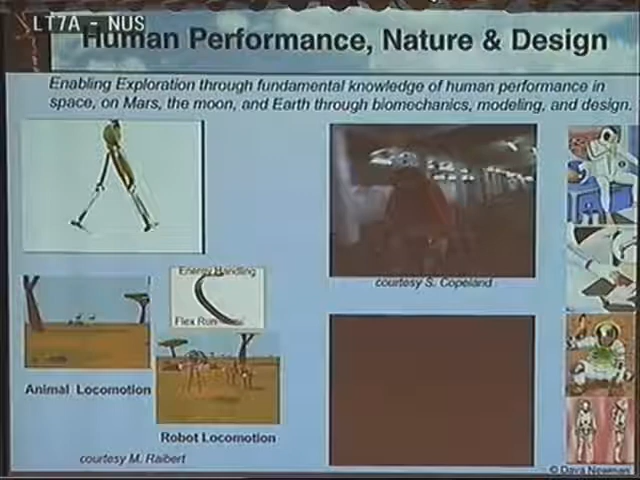 LT7A - NUS
Human Performance, Nature & Design
Enabling Exploration through fundamental knowledge of human performance in
space, on Mars, the moon, and Earth through biomechanics, modeling, and design.
Energy Handling
Flex Run
courtesy S. Copeland
Animal Locomotion
Robot Locomotion
courtesy M. Raibert
© Dava Newman